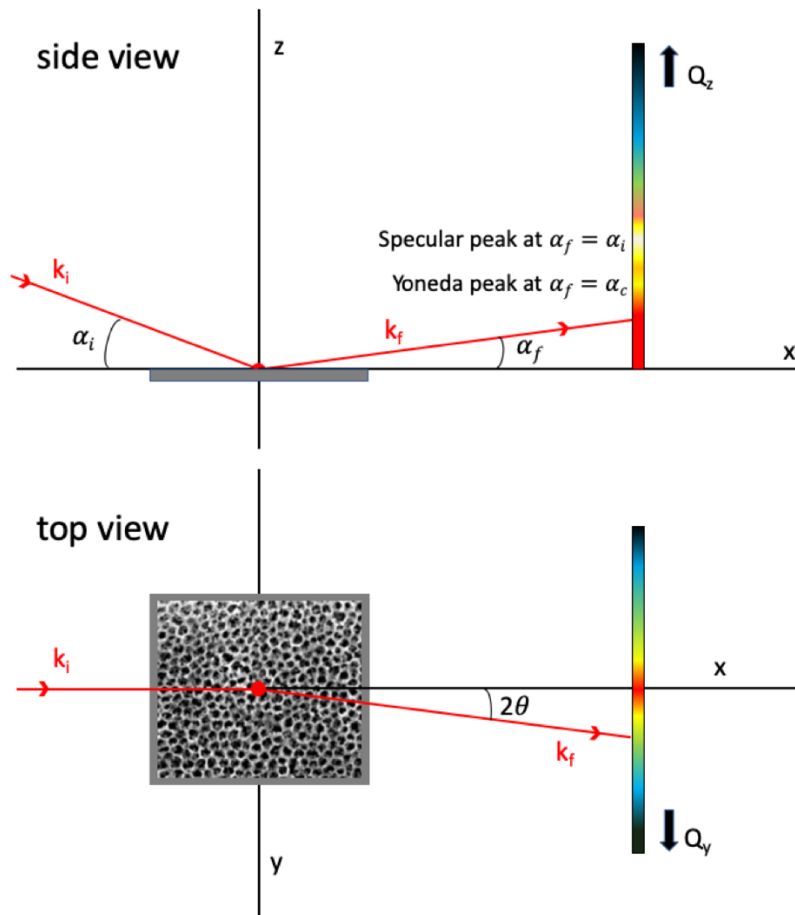 side view
z
Q_z
Specular peak at α_f = α_i
k_i
Yoneda peak at α_f = α_c
α_i
k_f
α_f
x
top view
k_i
x
2θ
k_f
Q_y
y